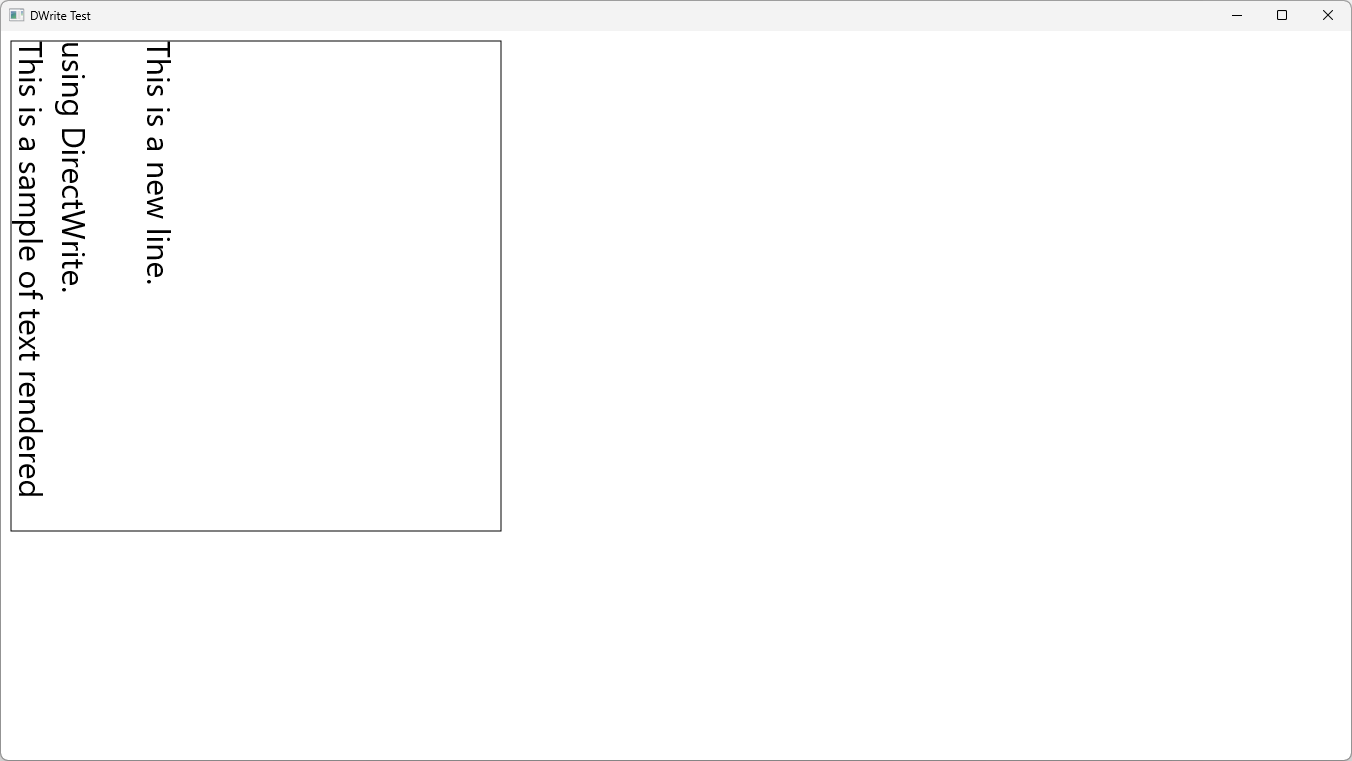 DWrite Test
This is a sample of text rendered
using DirectWrite.
This is a new line.